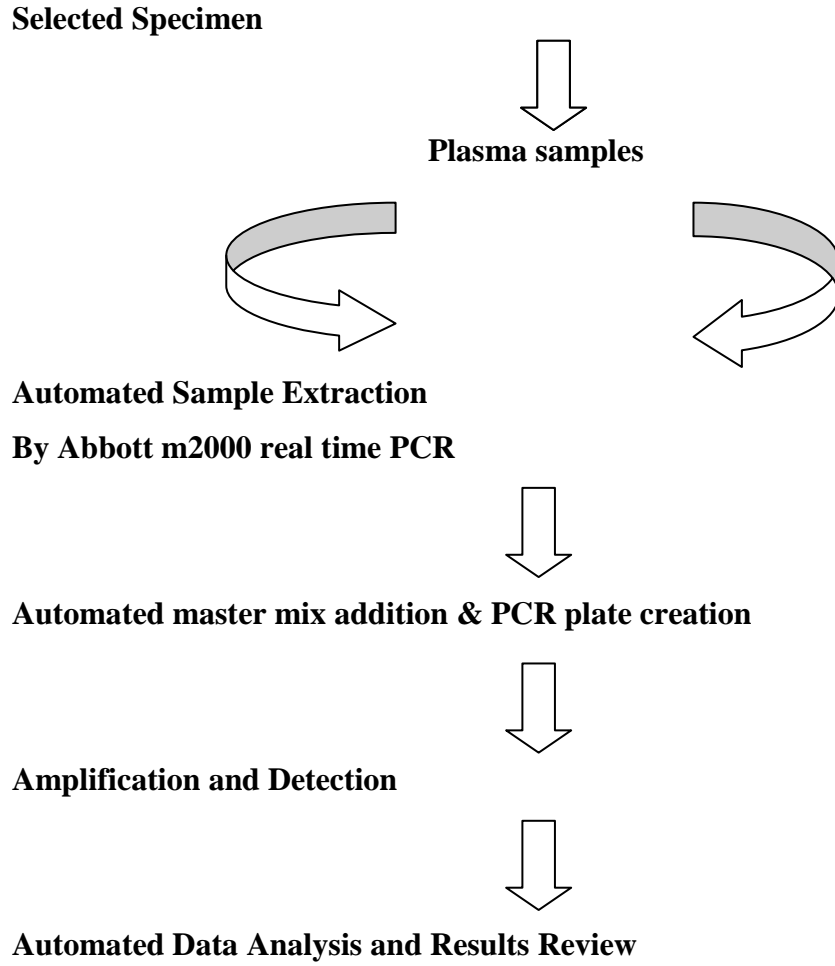 Selected Specimen
Plasma samples
Automated Sample Extraction
By Abbott m2000 real time PCR
Automated master mix addition & PCR plate creation
Amplification and Detection
Automated Data Analysis and Results Review